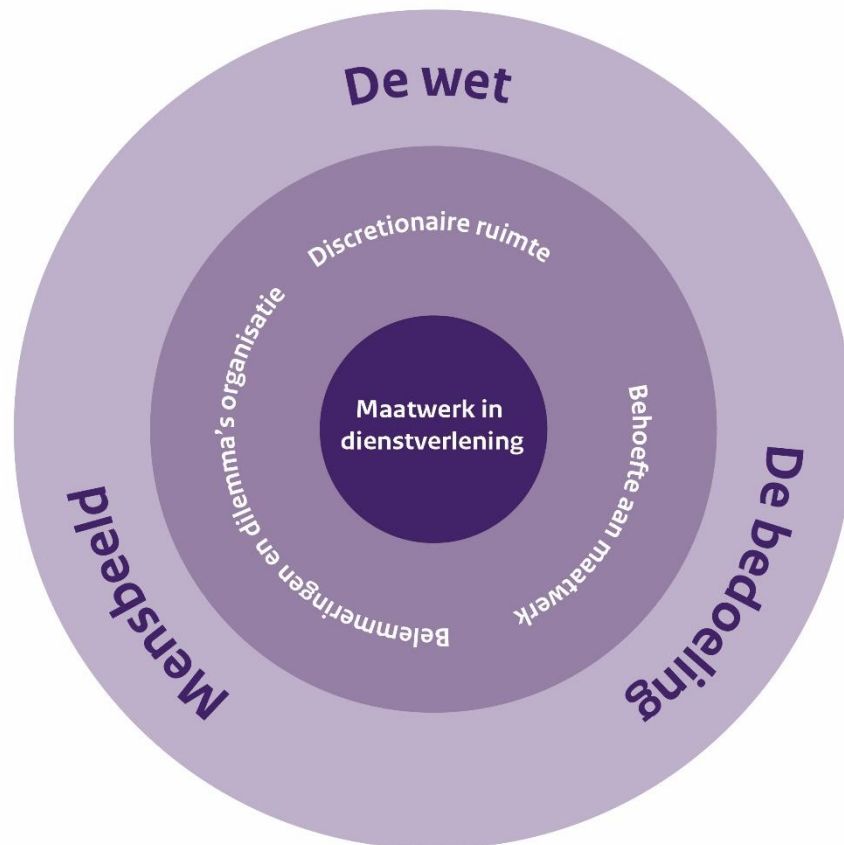 De wet
Discretionaire ruimte
Belemmeringen en dilemma's organisatie
Behoefte aan maatwerk
Maatwerk in
dienstverlening
Mensbeeld
De bedoeling